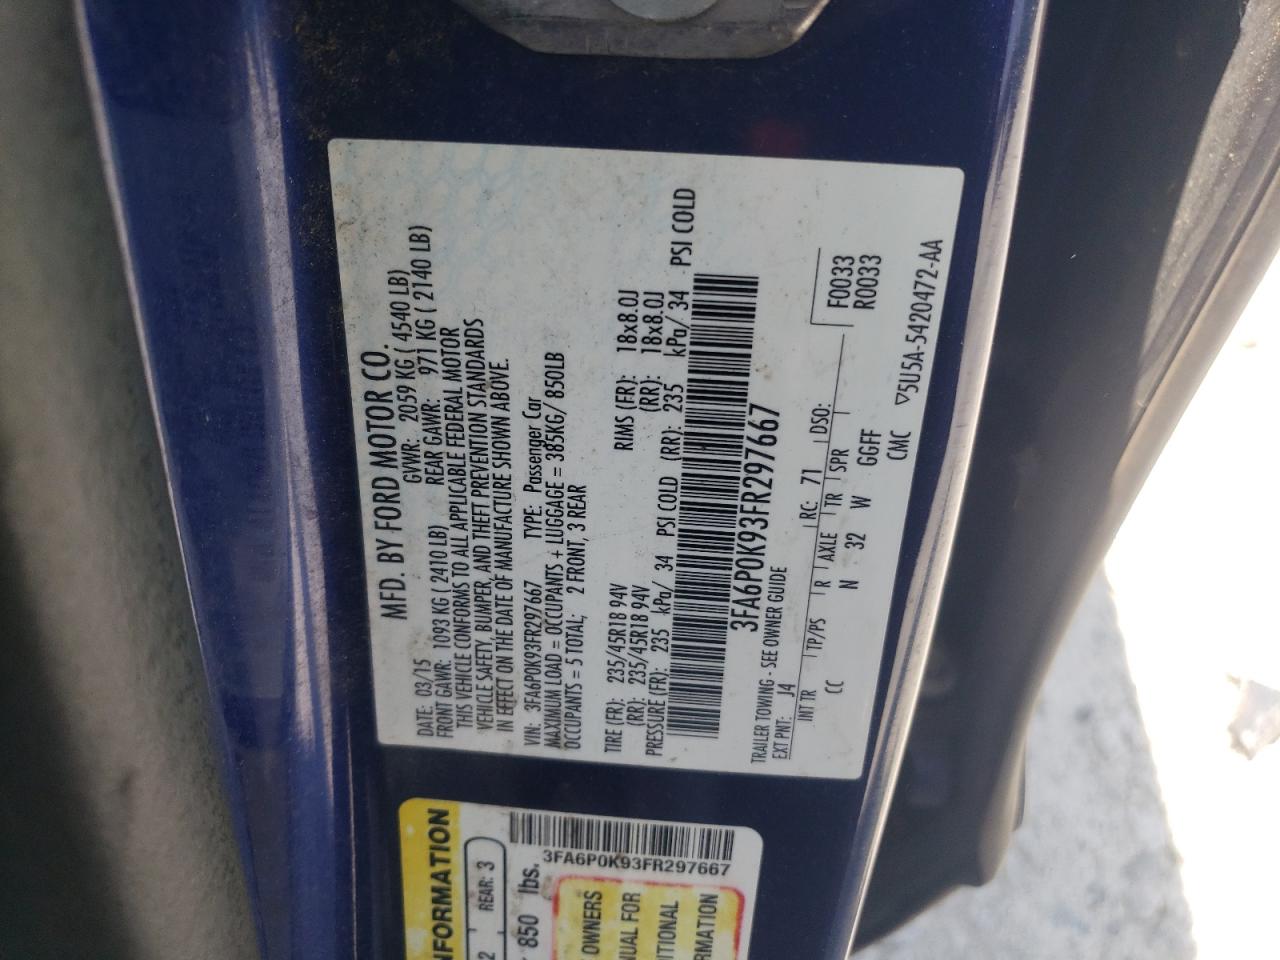 MFD. BY FORD MOTOR CO.
DATE: 03/15 GVWR: 2059 KG ( 4540 LB)
FRONT GAWR: 1093 KG ( 2410 LB) REAR GAWR: 971 KG ( 2140 LB)
THIS VEHICLE CONFORMS TO ALL APPLICABLE FEDERAL MOTOR
VEHICLE SAFETY, BUMPER, AND THEFT PREVENTION STANDARDS
IN EFFECT ON THE DATE OF MANUFACTURE SHOWN ABOVE.
VIN: 3FA6P0K93FR297667 TYPE: Passenger Car
MAXIMUM LOAD = OCCUPANTS + LUGGAGE = 385KG/ 850LB
OCCUPANTS = 5 TOTAL; 2 FRONT, 3 REAR
TIRE (FR): 235/45R18 94V RIMS (FR): 18x8.0J
(RR): 235/45R18 94V (RR): 18x8.0J
PRESSURE (FR): 235 kPa/ 34 PSI COLD (RR): 235 kPa/ 34 PSI COLD
3FA6P0K93FR297667
TRAILER TOWING - SEE OWNER GUIDE
EXT PNT: J4 RC: 71 DSO: F0033
R0033
INT TR TP/PS R AXLE TR SPR
CC N 32 W GGFF
CMC ▽5U5A-5420472-AA
NFORMATION
2 REAR: 3
850 lbs.
3FA6P0K93FR297667
OWNERS
NUAL FOR
ITIONAL
RMATION